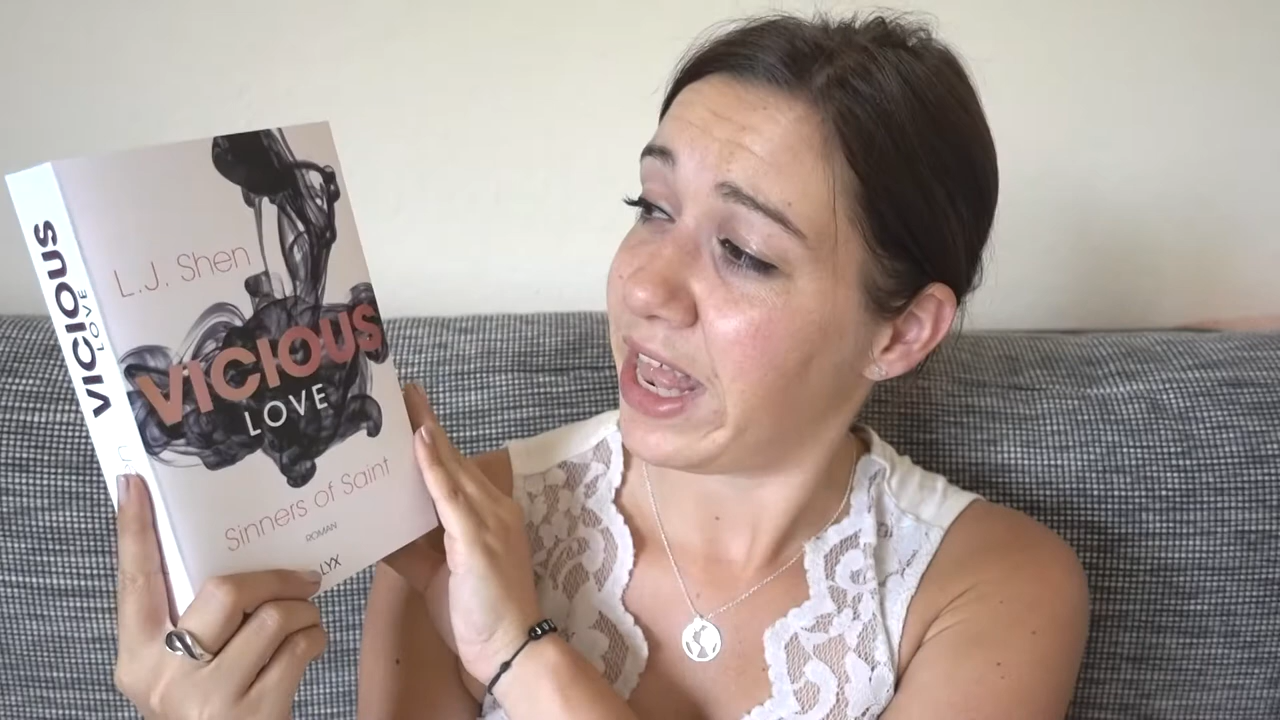 VICIOUS
LOVE
L.J. Shen
VICIOUS
LOVE
Sinners of Saint
ROMAN
LYX